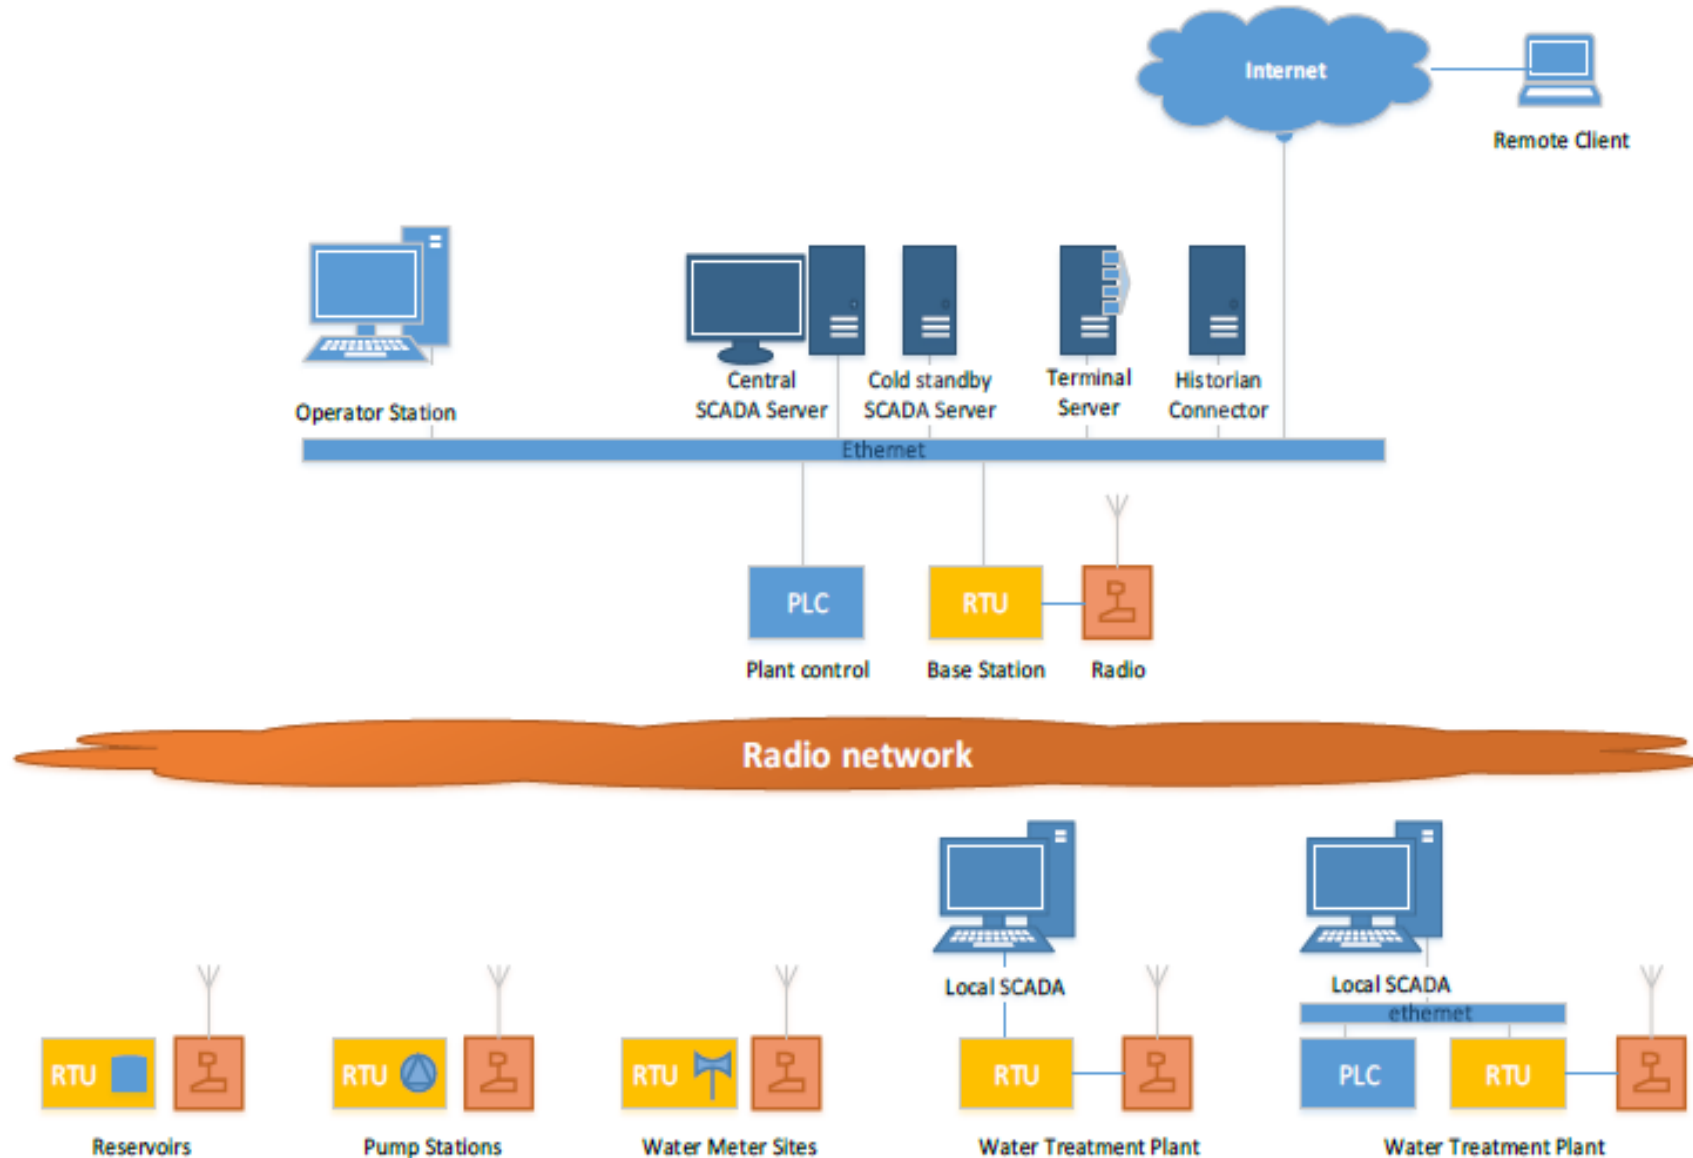 Internet
Remote Client
Operator Station
Central
SCADA Server
Cold standby
SCADA Server
Terminal
Server
Historian
Connector
Ethernet
PLC
RTU
Plant control
Base Station
Radio
Radio network
Local SCADA
Local SCADA
ethernet
RTU
RTU
RTU
RTU
PLC
RTU
Reservoirs
Pump Stations
Water Meter Sites
Water Treatment Plant
Water Treatment Plant